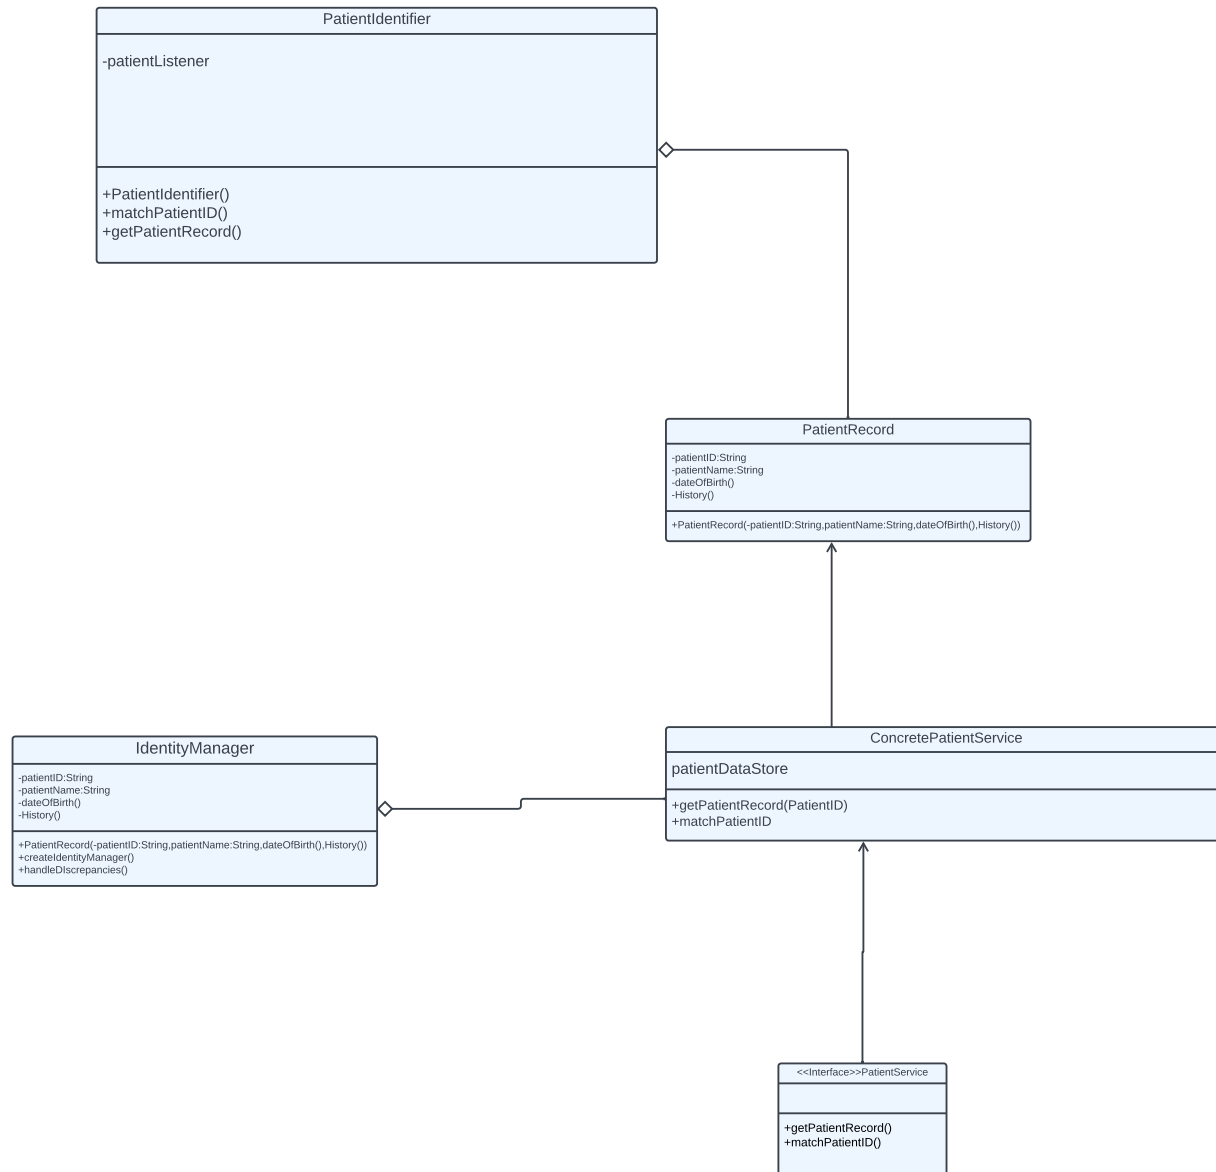 PatientIdentifier
-patientListener
+PatientIdentifier()
+matchPatientID()
+getPatientRecord()
PatientRecord
-patientID:String
-patientName:String
-dateOfBirth()
-History()
+PatientRecord(-patientID:String,patientName:String,dateOfBirth(),History())
IdentityManager
-patientID:String
-patientName:String
-dateOfBirth()
-History()
+PatientRecord(-patientID:String,patientName:String,dateOfBirth(),History())
+createIdentityManager()
+handleDIscrepancies()
ConcretePatientService
patientDataStore
+getPatientRecord(PatientID)
+matchPatientID
<<Interface>>PatientService
+getPatientRecord()
+matchPatientID()